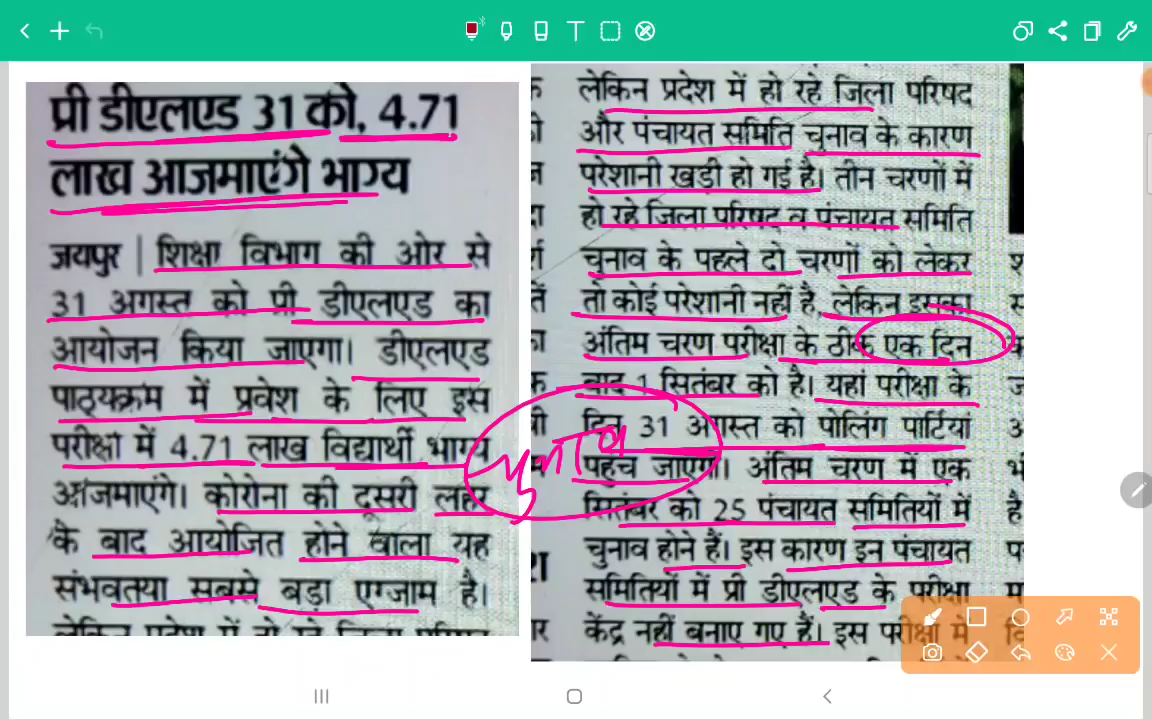 प्री डीएलएड 31 को, 4.71
लाख आजमाएंगे भाग्य
जयपुर | शिक्षा विभाग की ओर से
31 अगस्त को प्री डीएलएड का
आयोजन किया जाएगा। डीएलएड
पाठ्यक्रम में प्रवेश के लिए इस
परीक्षा में 4.71 लाख विद्यार्थी भाग्य
आजमाएंगे। कोरोना की दूसरी लहर
के बाद आयोजित होने वाला यह
संभवतया सबसे बड़ा एग्जाम है।
लेकिन प्रदेश में हो रहे जिला परिषद
और पंचायत समिति चुनाव के कारण
परेशानी खड़ी हो गई है। तीन चरणों में
हो रहे जिला परिषद व पंचायत समिति
चुनाव के पहले दो चरणों को लेकर
तो कोई परेशानी नहीं है, लेकिन इसका
अंतिम चरण परीक्षा के ठीक एक दिन
बाद 1 सितंबर को है। यहां परीक्षा के
दिन 31 अगस्त को पोलिंग पार्टियां
पहुंच जाएगी। अंतिम चरण में एक
सितंबर को 25 पंचायत समितियों में
चुनाव होने हैं। इस कारण इन पंचायत
समितियों में प्री डीएलएड के परीक्षा
केंद्र नहीं बनाए गए हैं। इस परीक्षा में
चुनाव